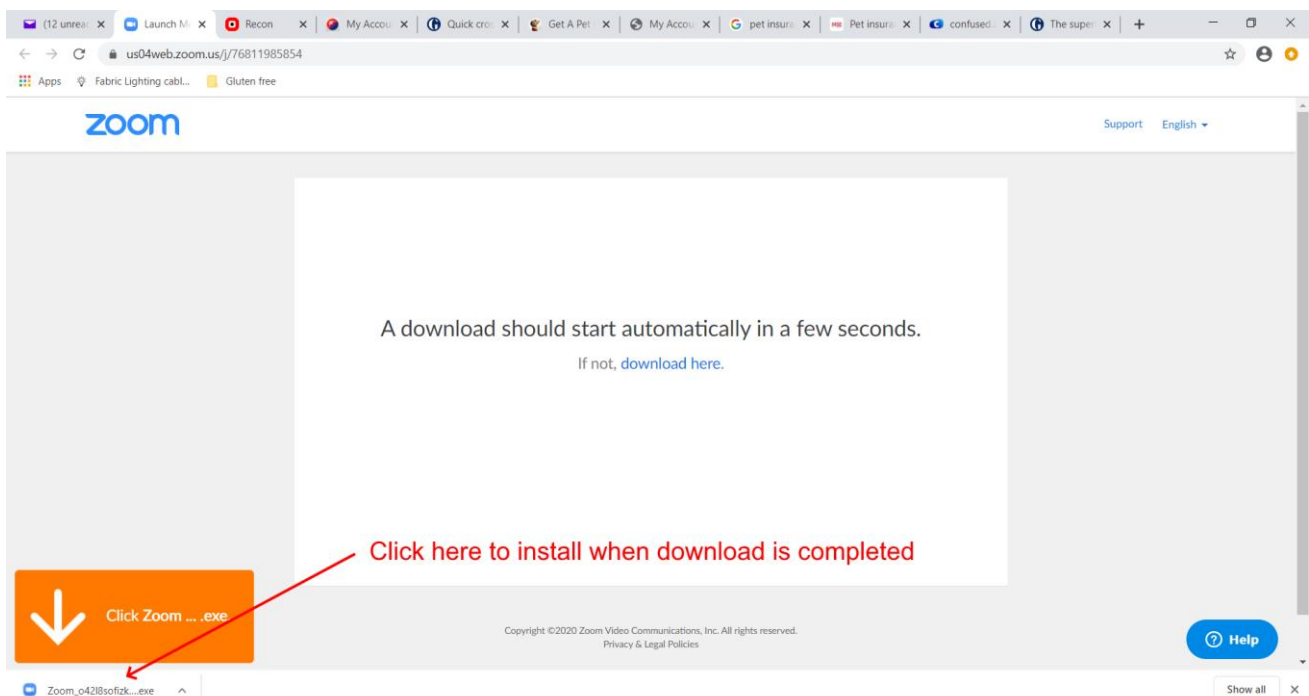 (12 unrea
Launch M
Recon
My Accou
Quick cros
Get A Pet
My Accou
pet insura
Pet insura
confused.
The super
us04web.zoom.us/j/76811985854
Apps
Fabric Lighting cabl...
Gluten free
zoom
Support
English
A download should start automatically in a few seconds.
If not, download here.
Click here to install when download is completed
Click Zoom ... .exe
Copyright ©2020 Zoom Video Communications, Inc. All rights reserved.
Privacy & Legal Policies
Help
Zoom_o42l8sofizk....exe
Show all